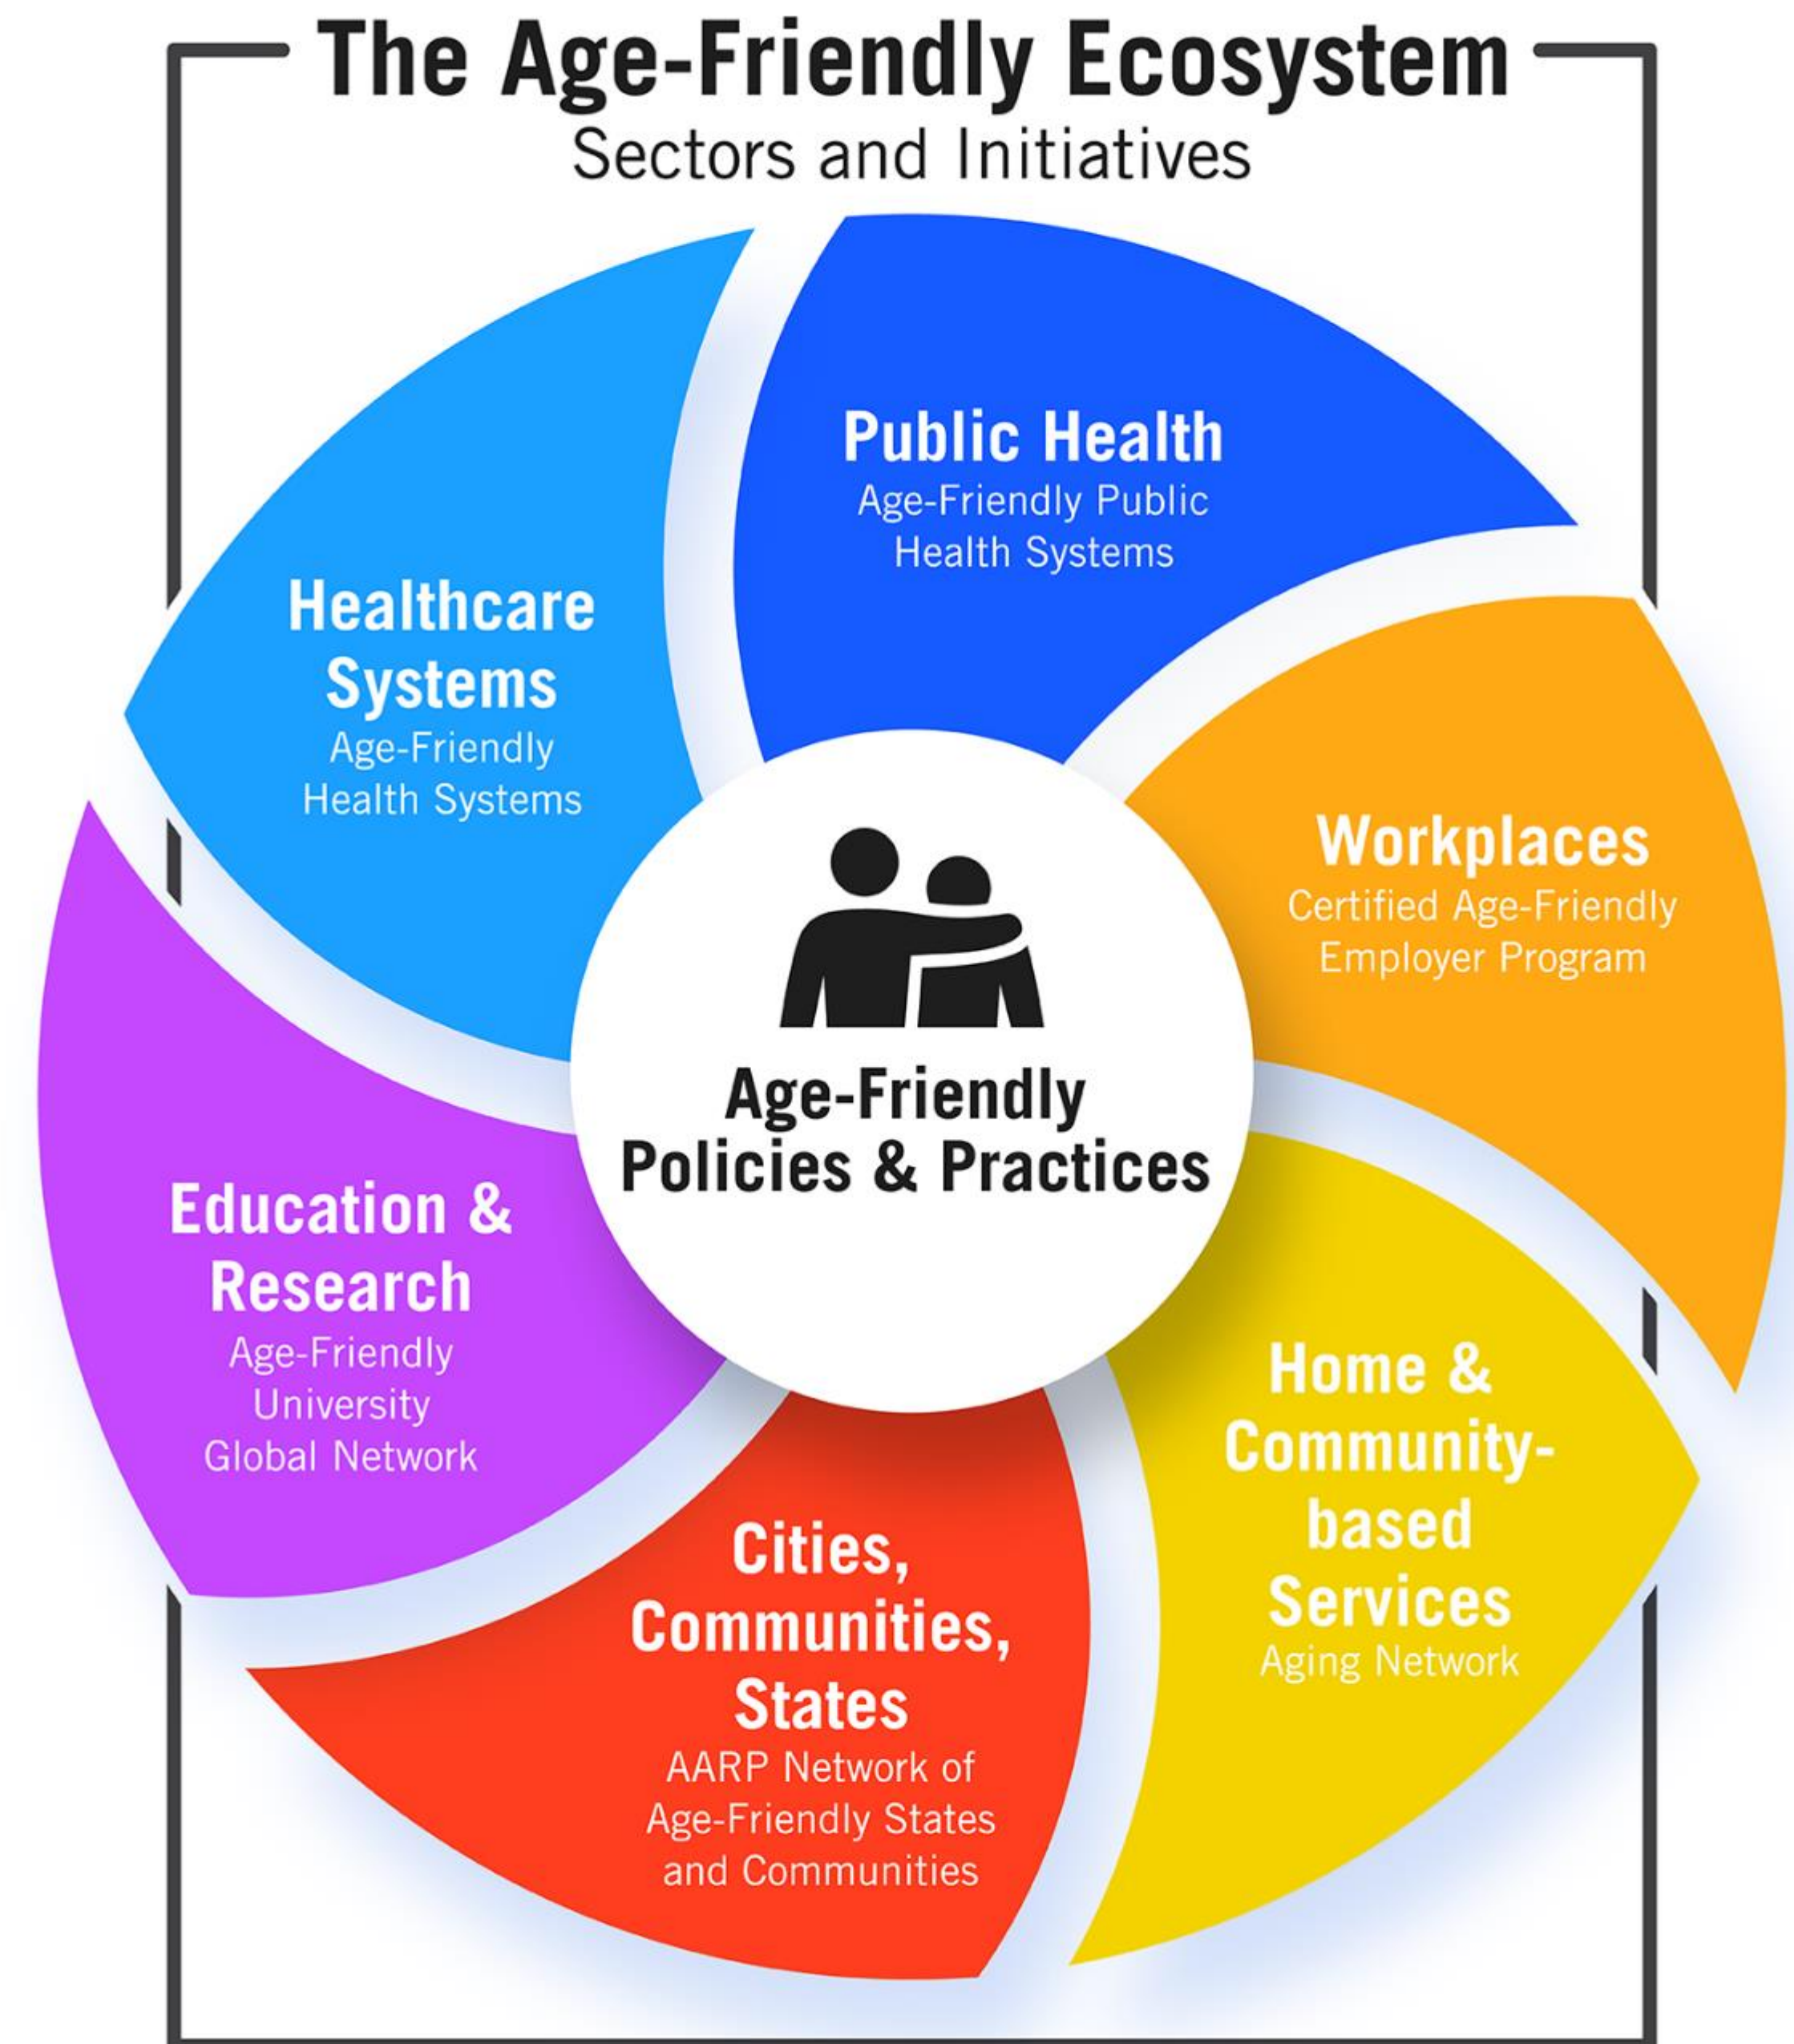 The Age-Friendly Ecosystem
Sectors and Initiatives
Public Health
Age-Friendly Public
Health Systems
Healthcare
Systems
Age-Friendly
Health Systems
Workplaces
Certified Age-Friendly
Employer Program
Age-Friendly
Policies & Practices
Education &
Research
Age-Friendly
University
Global Network
Home &
Community-
based
Services
Aging Network
Cities,
Communities,
States
AARP Network of
Age-Friendly States
and Communities